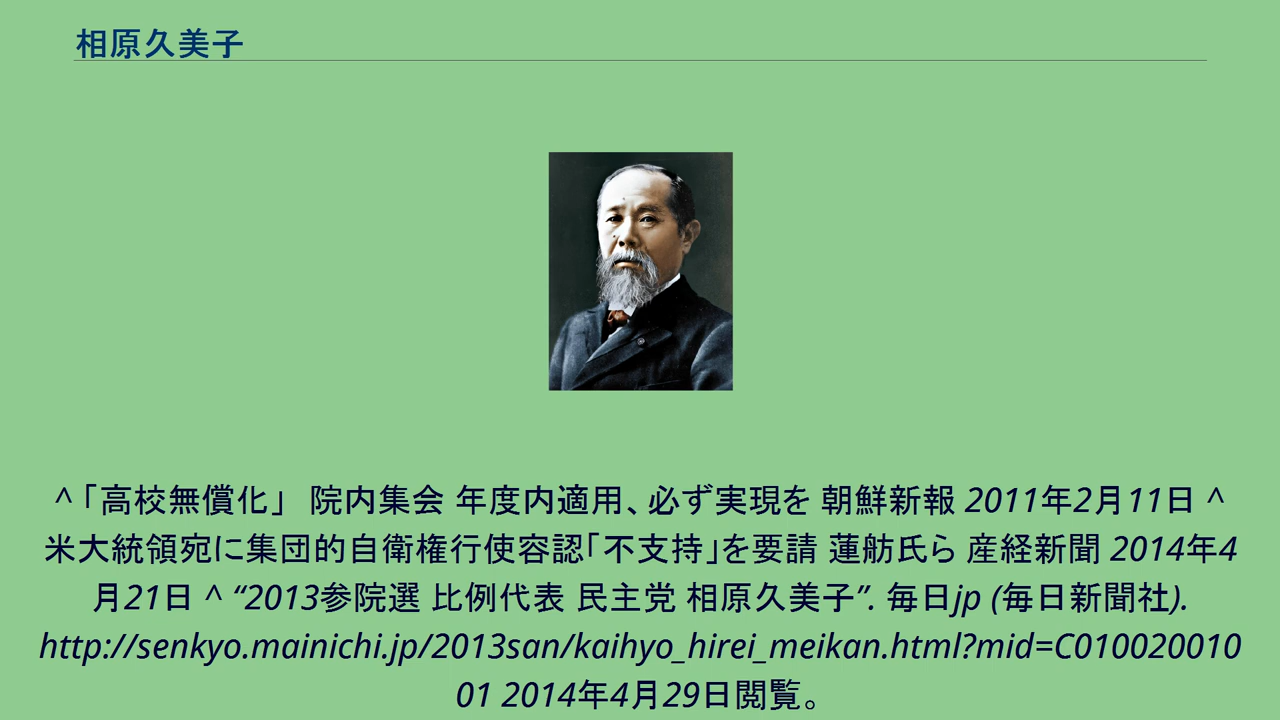 相原久美子
^「高校無償化」 院内集会 年度内適用、必ず実現を 朝鮮新報 2011年2月11日 ^
米大統領宛に集団的自衛権行使容認「不支持」を要請 蓮舫氏ら 産経新聞 2014年4
月21日 ^ “2013参院選 比例代表 民主党 相原久美子”. 毎日jp (毎日新聞社).
http://senkyo.mainichi.jp/2013san/kaihyo_hirei_meikan.html?mid=C010020010
01 2014年4月29日閲覧。